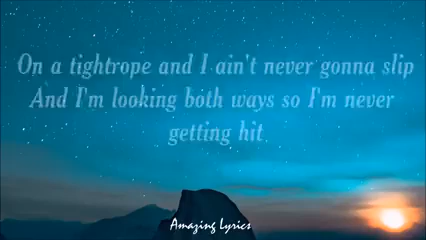 On a tightrope and I ain't never gonna slip
And I'm looking both ways so I'm never
getting hit
Amazing Lyrics